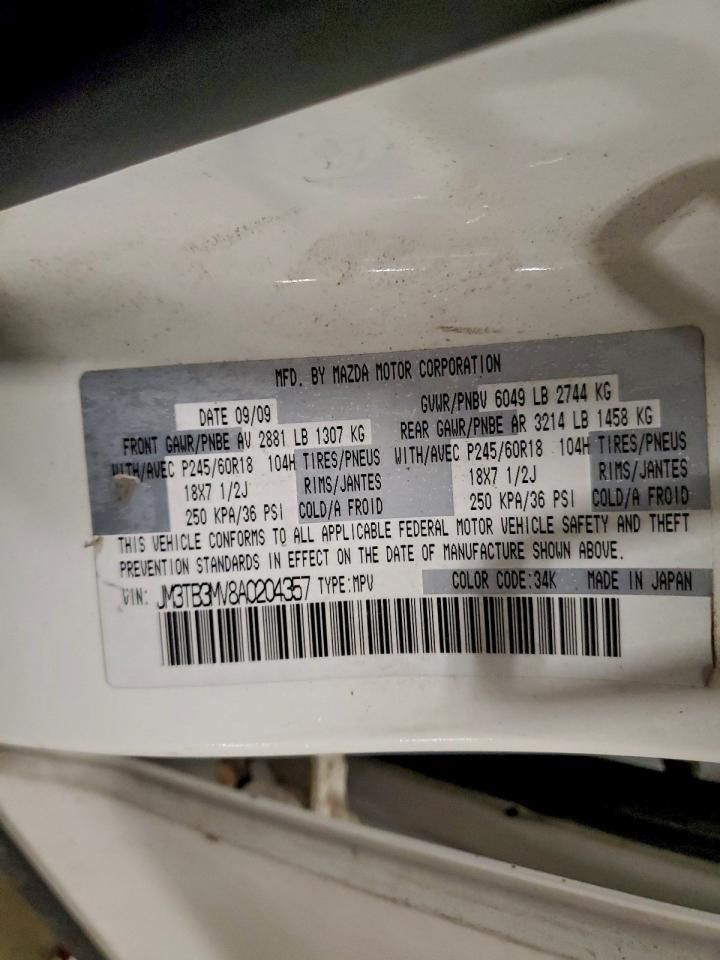 MFD. BY MAZDA MOTOR CORPORATION
DATE 09/09 GVWR/PNBV 6049 LB 2744 KG
FRONT GAWR/PNBE AV 2881 LB 1307 KG REAR GAWR/PNBE AR 3214 LB 1458 KG
WITH/AVEC P245/60R18 104H TIRES/PNEUS WITH/AVEC P245/60R18 104H TIRES/PNEUS
18X7 1/2J RIMS/JANTES 18X7 1/2J RIMS/JANTES
250 KPA/36 PSI COLD/A FROID 250 KPA/36 PSI COLD/A FROID
THIS VEHICLE CONFORMS TO ALL APPLICABLE FEDERAL MOTOR VEHICLE SAFETY AND THEFT
PREVENTION STANDARDS IN EFFECT ON THE DATE OF MANUFACTURE SHOWN ABOVE.
VIN: JM3TB3MV8A0204357 TYPE:MPV COLOR CODE:34K MADE IN JAPAN